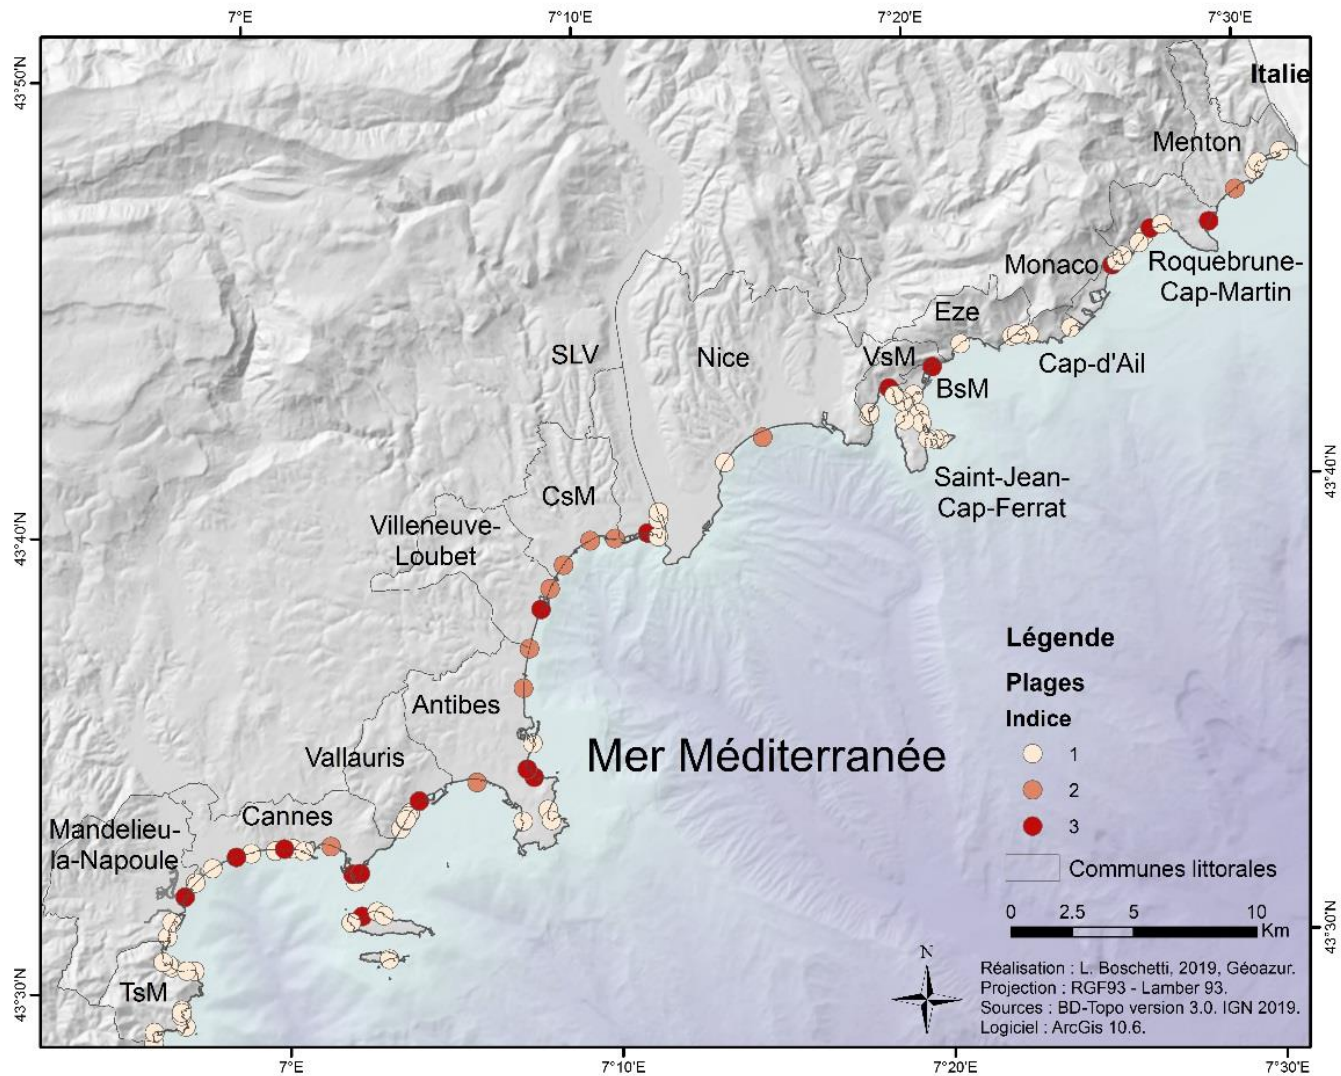 7°E
7°10'E
7°20'E
7°30'E
43°50'N
Italie
Menton
Monaco
Roquebrune-
Cap-Martin
Eze
SLV
Nice
VsM
Cap-d'Ail
BsM
43°40'N
Saint-Jean-
Cap-Ferrat
CsM
Villeneuve-
Loubet
43°40'N
Légende
Plages
Indice
1
2
3
Communes littorales
0
2.5
5
10
Km
Antibes
Mer Méditerranée
Vallauris
Cannes
Mandelieu-
la-Napoule
43°30'N
N
Réalisation : L. Boschetti, 2019, Géoazur.
Projection : RGF93 - Lamber 93.
Sources : BD-Topo version 3.0. IGN 2019.
Logiciel : ArcGis 10.6.
TsM
43°30'N
7°E
7°10'E
7°20'E
7°30'E